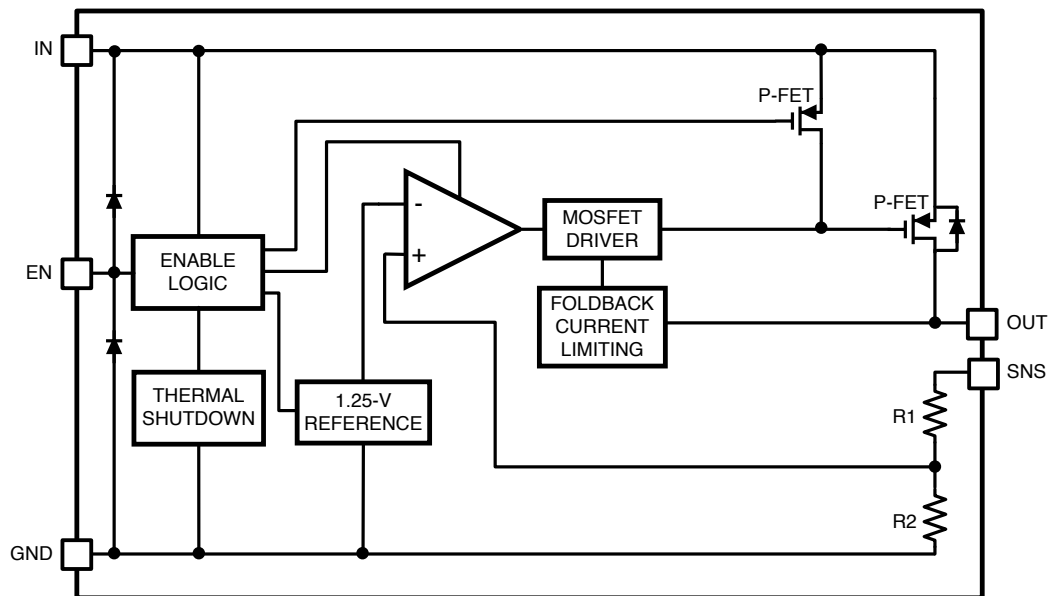 IN
P-FET
P-FET
-
MOSFET
DRIVER
+
EN
ENABLE
LOGIC
FOLDBACK
CURRENT
LIMITING
OUT
SNS
THERMAL
SHUTDOWN
1.25-V
REFERENCE
R1
R2
GND